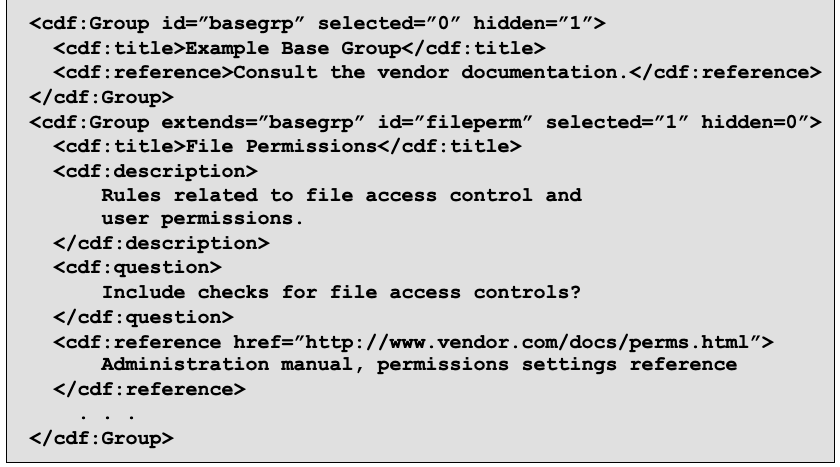 <cdf:Group id=”basegrp” selected=”0” hidden=”1”>
<cdf:title>Example Base Group</cdf:title>
<cdf:reference>Consult the vendor documentation.</cdf:reference>
</cdf:Group>
<cdf:Group extends=”basegrp” id=”fileperm” selected=”1” hidden=0”>
<cdf:title>File Permissions</cdf:title>
<cdf:description>
Rules related to file access control and
user permissions.
</cdf:description>
<cdf:question>
Include checks for file access controls?
</cdf:question>
<cdf:reference href=”http://www.vendor.com/docs/perms.html”>
Administration manual, permissions settings reference
</cdf:reference>
. . .
</cdf:Group>